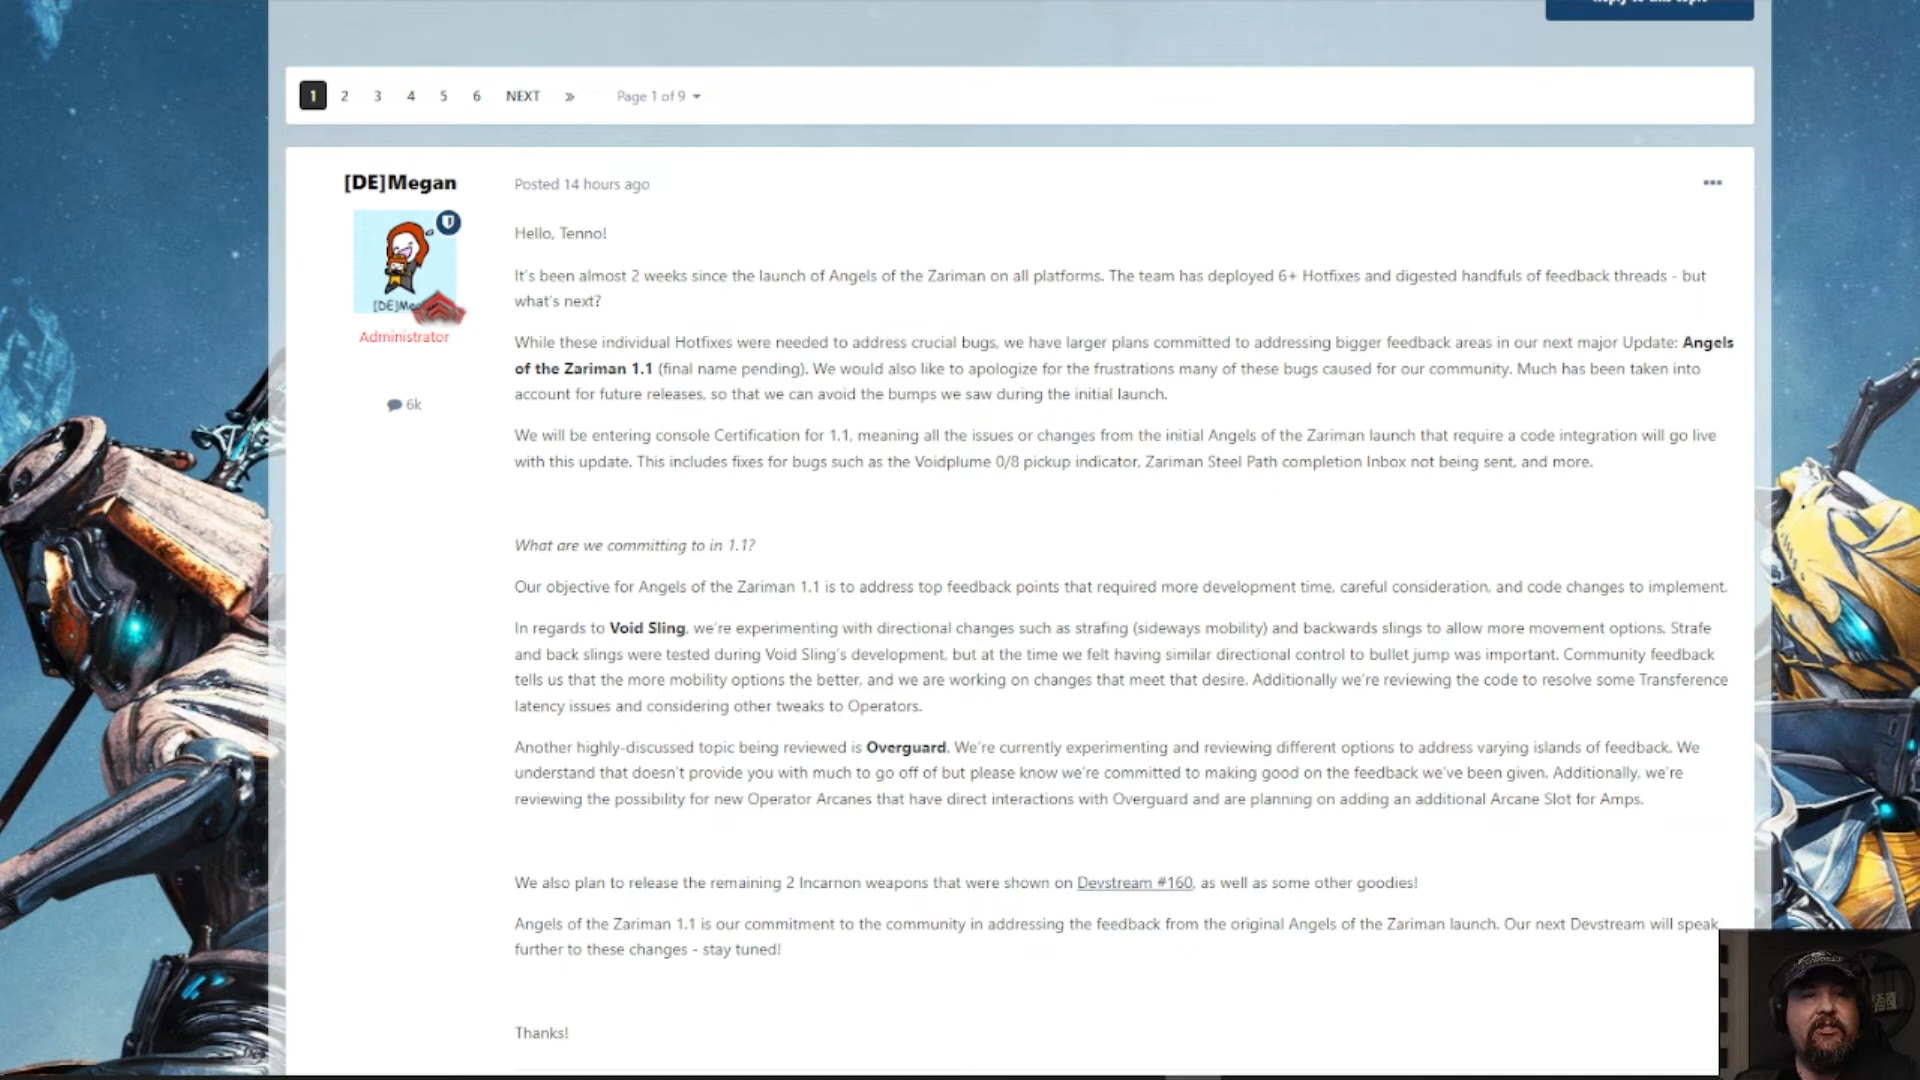 1 2 3 4 5 6 NEXT » Page 1 of 9
[DE]Megan
Administrator
6k
Posted 14 hours ago
Hello, Tenno!
It's been almost 2 weeks since the launch of Angels of the Zariman on all platforms. The team has deployed 6+ Hotfixes and digested handfuls of feedback threads - but
what's next?
While these individual Hotfixes were needed to address crucial bugs, we have larger plans committed to addressing bigger feedback areas in our next major Update: Angels
of the Zariman 1.1 (final name pending). We would also like to apologize for the frustrations many of these bugs caused for our community. Much has been taken into
account for future releases, so that we can avoid the bumps we saw during the initial launch.
We will be entering console Certification for 1.1, meaning all the issues or changes from the initial Angels of the Zariman launch that require a code integration will go live
with this update. This includes fixes for bugs such as the Voidplume 0/8 pickup indicator, Zariman Steel Path completion Inbox not being sent, and more.
What are we committing to in 1.1?
Our objective for Angels of the Zariman 1.1 is to address top feedback points that required more development time, careful consideration, and code changes to implement.
In regards to Void Sling, we're experimenting with directional changes such as strafing (sideways mobility) and backwards slings to allow more movement options. Strafe
and back slings were tested during Void Sling's development, but at the time we felt having similar directional control to bullet jump was important. Community feedback
tells us that the more mobility options the better, and we are working on changes that meet that desire. Additionally we're reviewing the code to resolve some Transference
latency issues and considering other tweaks to Operators.
Another highly-discussed topic being reviewed is Overguard. We're currently experimenting and reviewing different options to address varying islands of feedback. We
understand that doesn't provide you with much to go off of but please know we're committed to making good on the feedback we've been given. Additionally, we're
reviewing the possibility for new Operator Arcanes that have direct interactions with Overguard and are planning on adding an additional Arcane Slot for Amps.
We also plan to release the remaining 2 Incarnon weapons that were shown on Devstream #160, as well as some other goodies!
Angels of the Zariman 1.1 is our commitment to the community in addressing the feedback from the original Angels of the Zariman launch. Our next Devstream will speak
further to these changes - stay tuned!
Thanks!